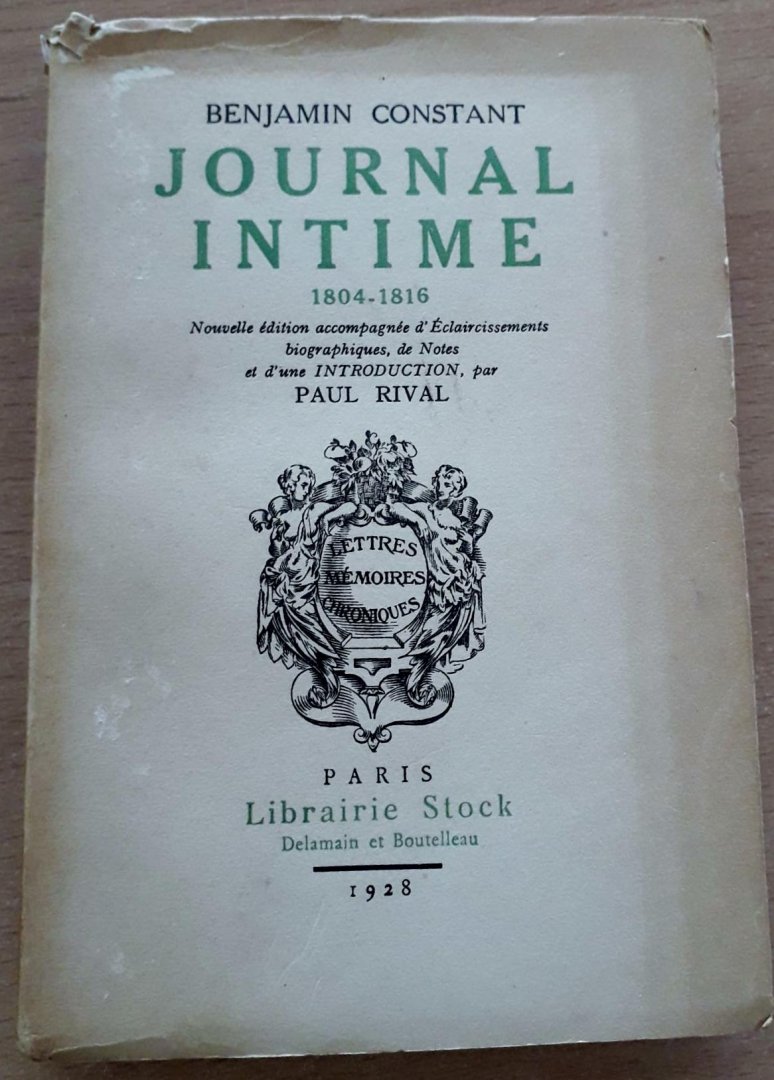 BENJAMIN CONSTANT
JOURNAL
INTIME
1804-1816
Nouvelle édition accompagnée d'Éclaircissements
biographiques, de Notes
et d'une INTRODUCTION, par
PAUL RIVAL
LETTRES
MÉMOIRES
CHRONIQUES
PARIS
Librairie Stock
Delamain et Boutelleau
1928